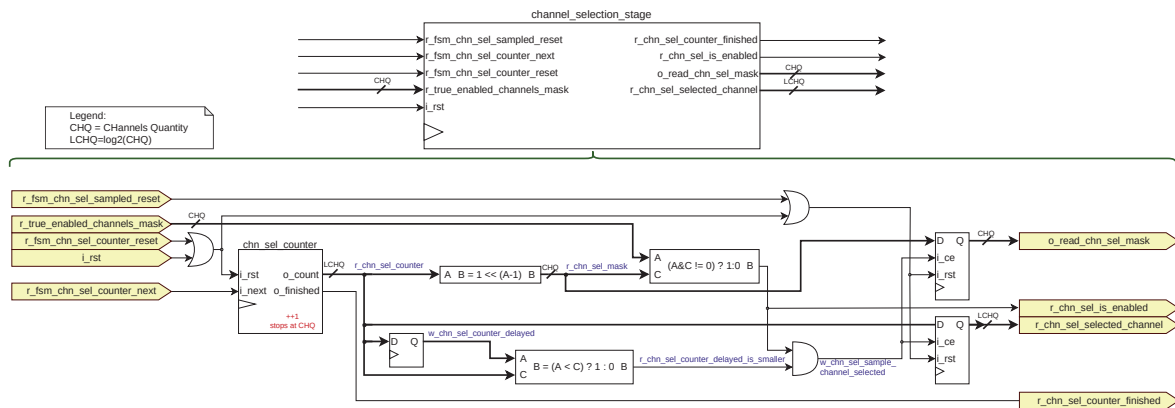 channel_selection_stage
r_fsm_chn_sel_sampled_reset
r_fsm_chn_sel_counter_next
r_fsm_chn_sel_counter_reset
r_true_enabled_channels_mask
i_rst
CHQ
r_chn_sel_counter_finished
r_chn_sel_is_enabled
o_read_chn_sel_mask
r_chn_sel_selected_channel
CHQ
LCHQ
Legend:
CHQ = CHannels Quantity
LCHQ=log2(CHQ)
r_fsm_chn_sel_sampled_reset
r_true_enabled_channels_mask
CHQ
r_fsm_chn_sel_counter_reset
i_rst
r_fsm_chn_sel_counter_next
chn_sel_counter
i_rst
i_next
o_count
o_finished
++1
stops at CHQ
LCHQ
r_chn_sel_counter
A B = 1 << (A-1) B
CHQ
r_chn_sel_mask
A
C
(A&C != 0) ? 1:0 B
D Q
w_chn_sel_counter_delayed
A
C
B = (A < C) ? 1 : 0 B
r_chn_sel_counter_delayed_is_smaller
w_chn_sel_sample_
channel_selected
D Q
i_ce
i_rst
CHQ
o_read_chn_sel_mask
r_chn_sel_is_enabled
D Q
i_ce
i_rst
LCHQ
r_chn_sel_selected_channel
r_chn_sel_counter_finished